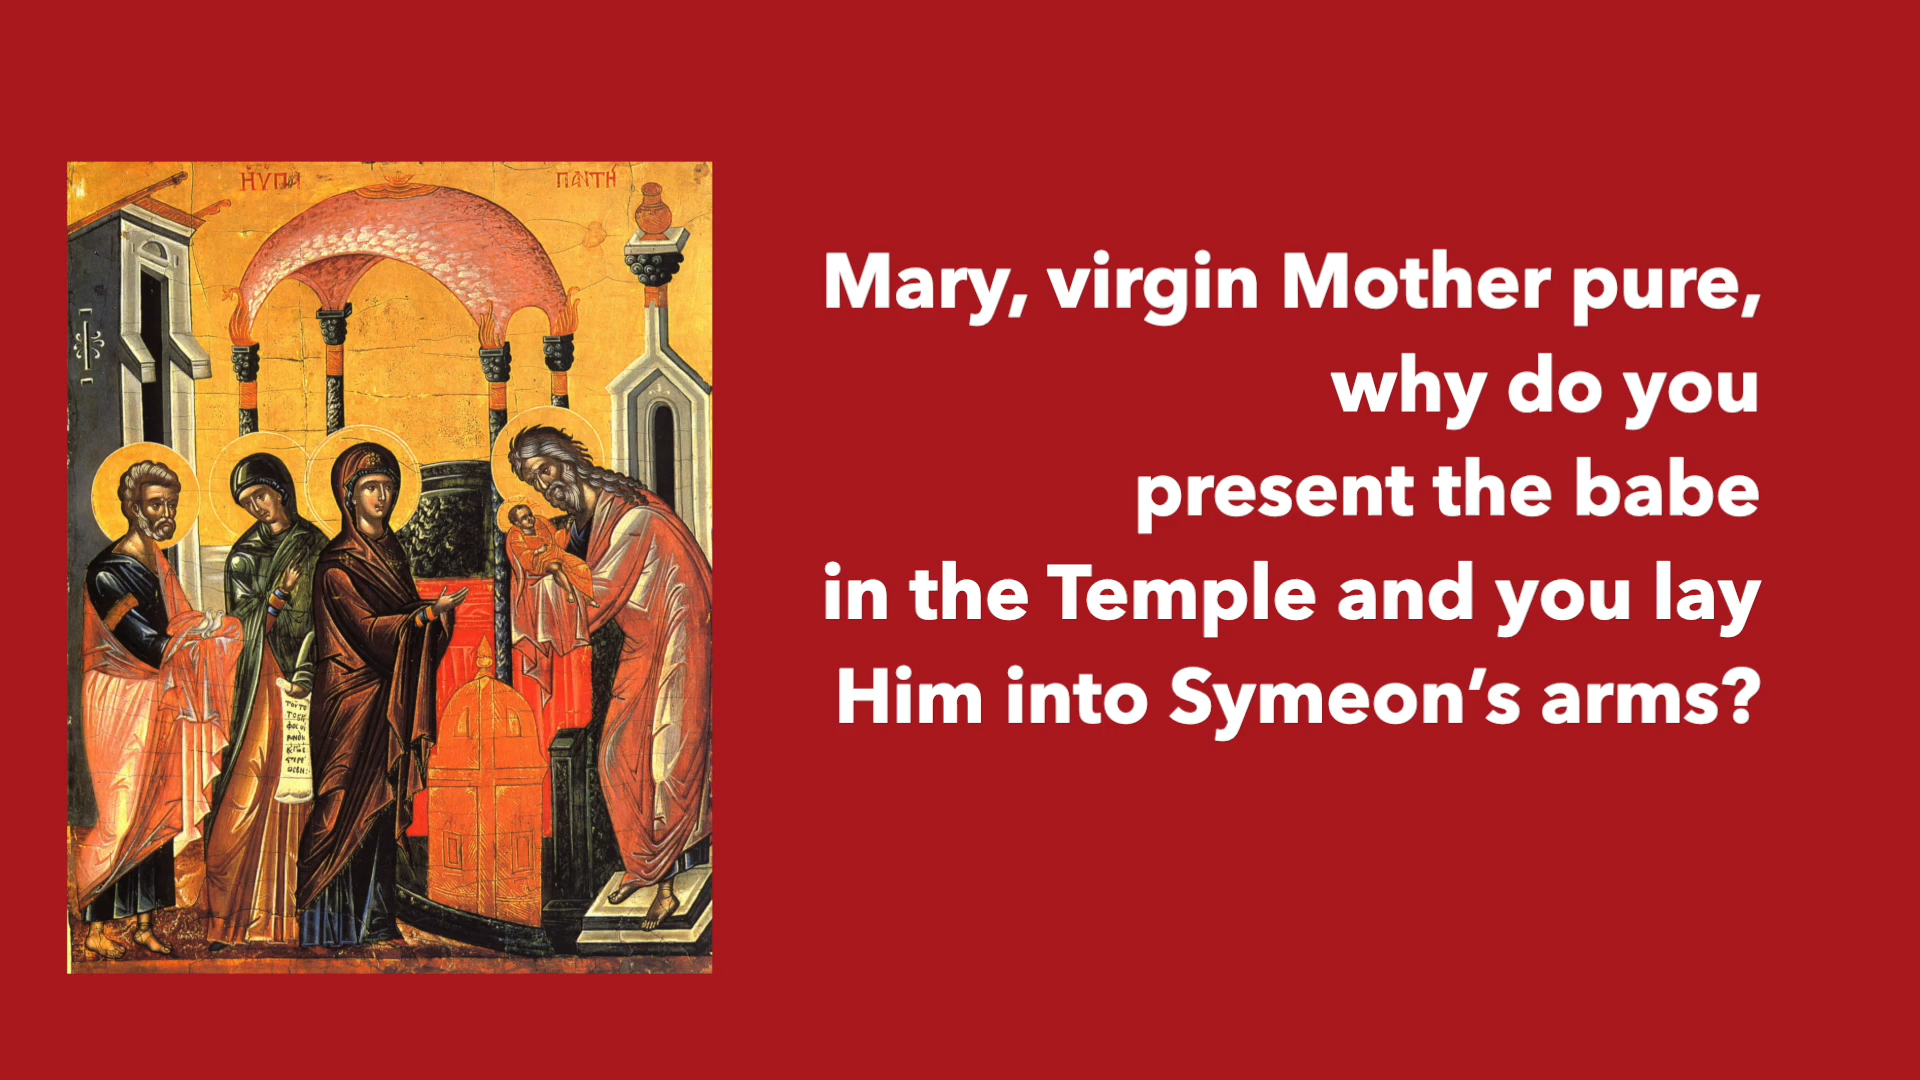 Mary, virgin Mother pure,
why do you
present the babe
in the Temple and you lay
Him into Symeon’s arms?
ΠΑΝΤΗ